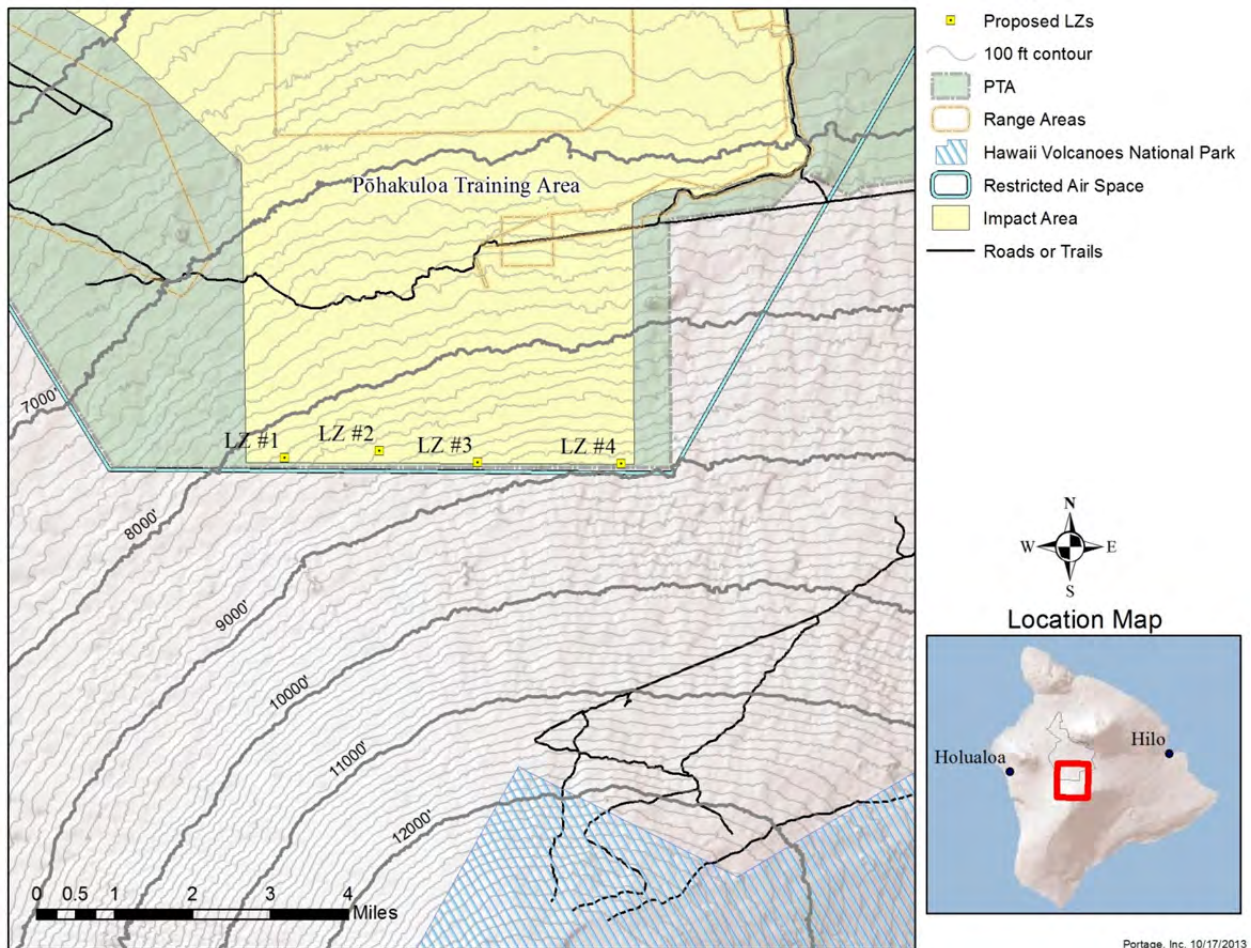 Proposed LZs
100 ft contour
PTA
Range Areas
Hawaii Volcanoes National Park
Restricted Air Space
Impact Area
Roads or Trails
Pōhakuloa Training Area
7000'
LZ #1
LZ #2
LZ #3
LZ #4
8000'
9000'
10000'
11000'
12000'
0 0.5 1 2 3 4
Miles
N
W E
S
Location Map
Holualoa
Hilo
Portage, Inc. 10/17/2013